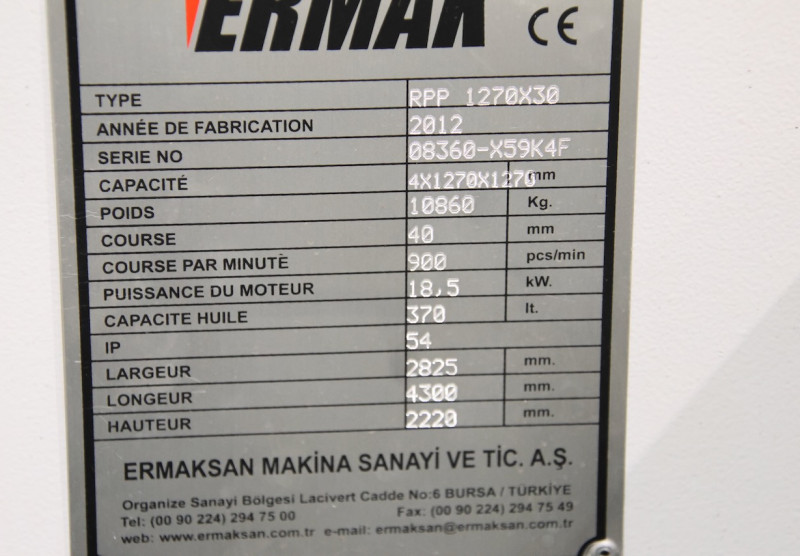 ERMAK CE
TYPE RPP 1270X30
ANNÉE DE FABRICATION 2012
SERIE NO 08360-X59K4F
CAPACITÉ 4X1270X1270 mm
POIDS 10860 Kg.
COURSE 40 mm
COURSE PAR MINUTE 900 pcs/min
PUISSANCE DU MOTEUR 18,5 kW.
CAPACITE HUILE 370 lt.
IP 54
LARGEUR 2825 mm.
LONGEUR 4300 mm.
HAUTEUR 2220 mm.
ERMAKSAN MAKİNA SANAYİ VE TİC. A.Ş.
Organize Sanayi Bölgesi Lacivert Cadde No:6 BURSA / TÜRKİYE
Tel: (00 90 224) 294 75 00 Fax: (00 90 224) 294 75 49
web: www.ermaksan.com.tr e-mail: ermaksan@ermaksan.com.tr